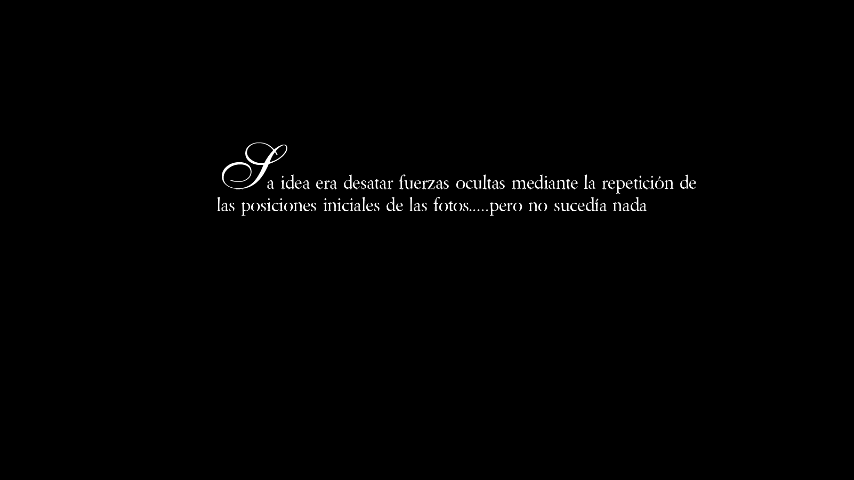 Sa idea era desatar fuerzas ocultas mediante la repetición de
las posiciones iniciales de las fotos.....pero no sucedía nada